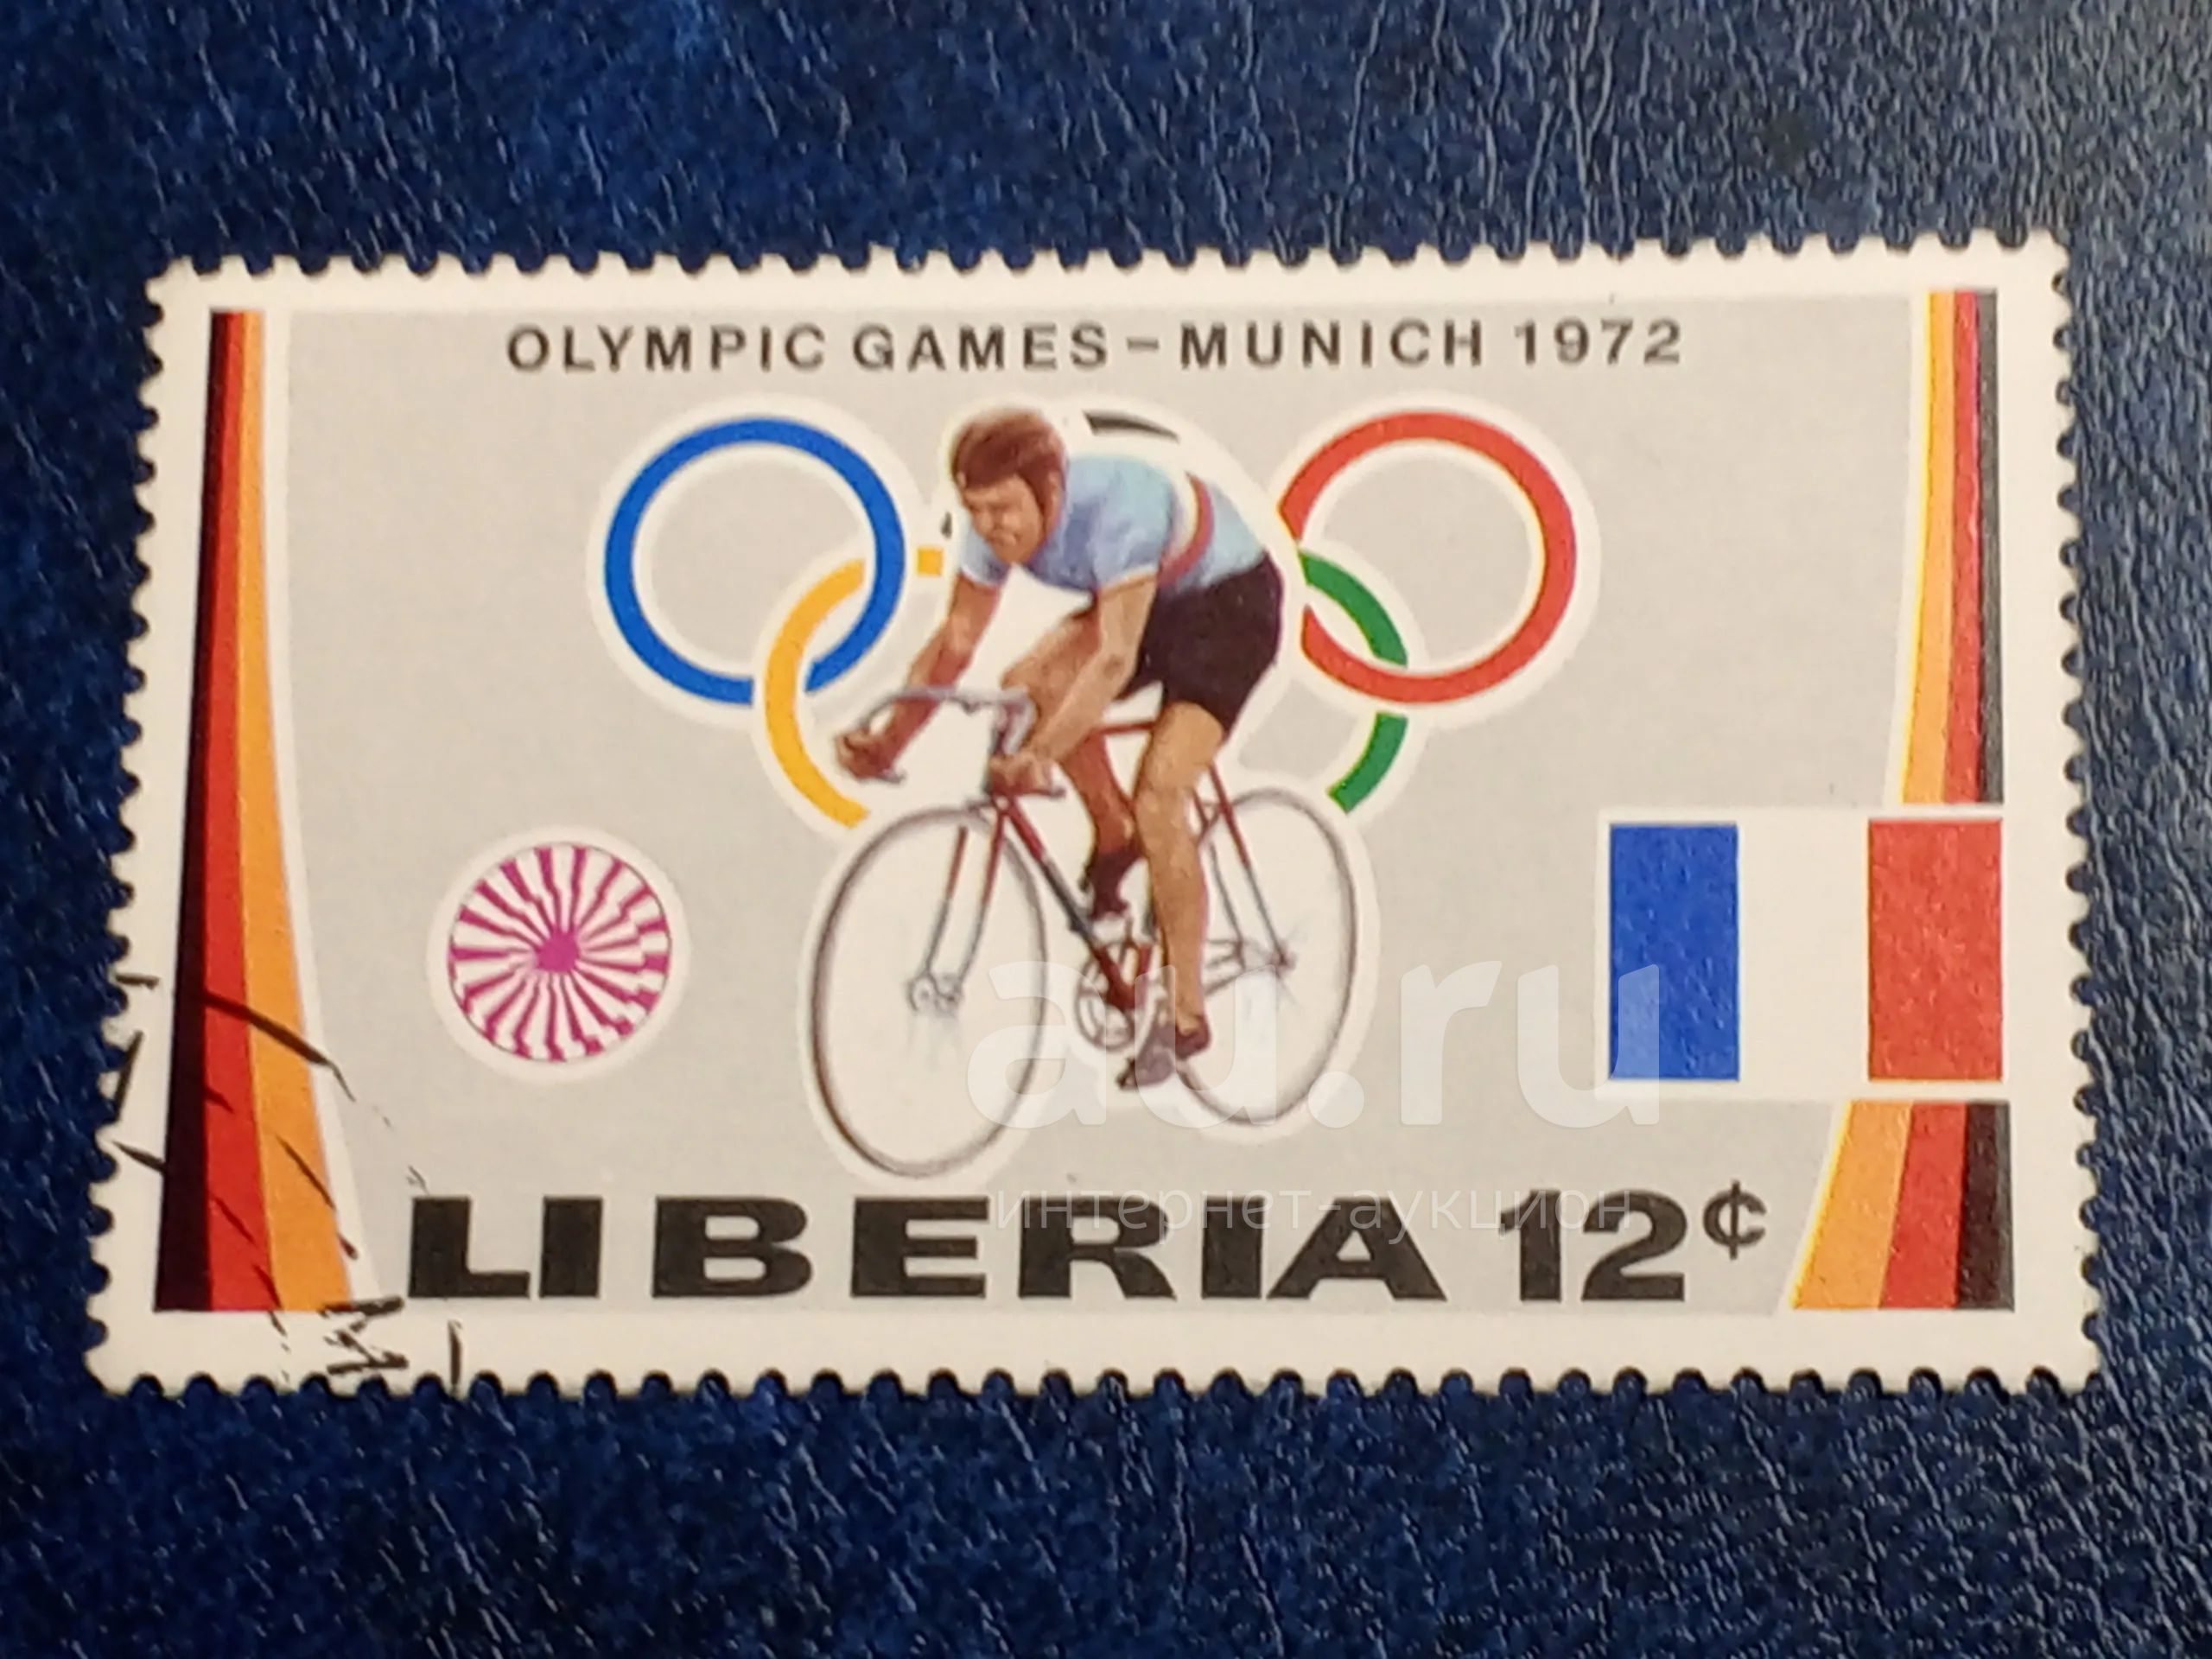 OLYMPIC GAMES – MUNICH 1972
au.ru
интернет-аукцион
LIBERIA 12¢